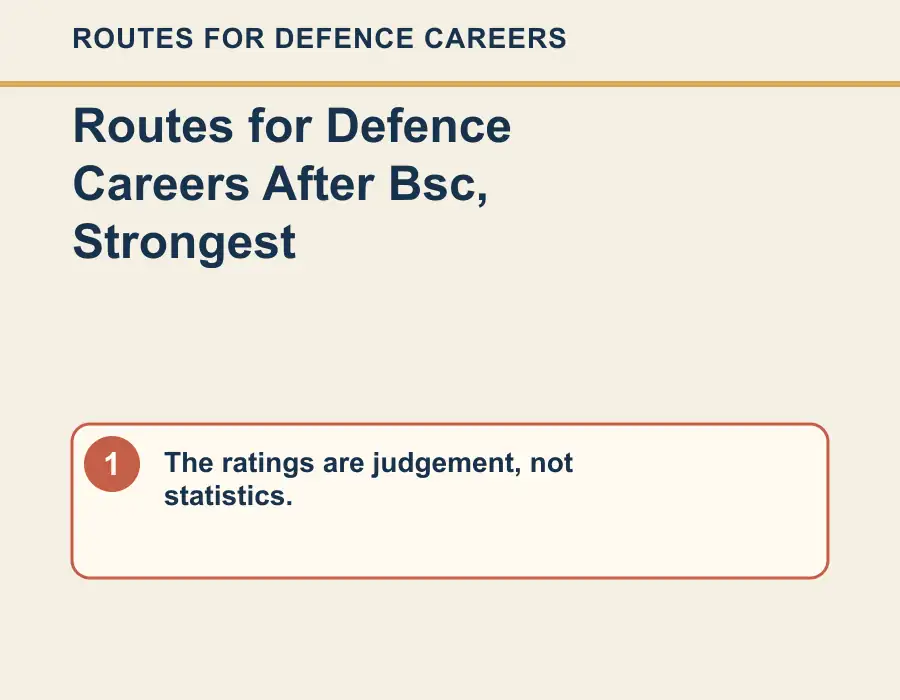 ROUTES FOR DEFENCE CAREERS
Routes for Defence
Careers After Bsc,
Strongest
1
The ratings are judgement, not
statistics.